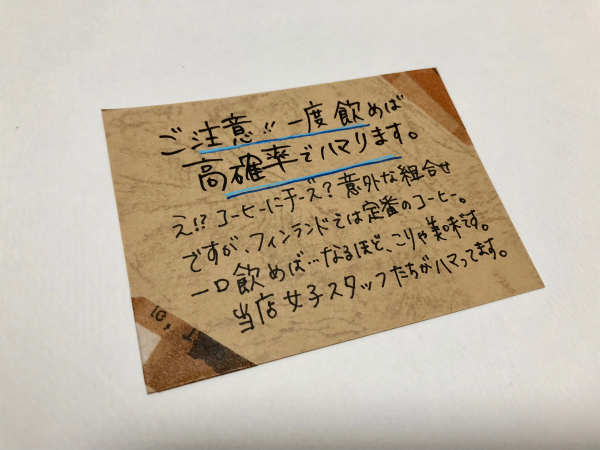 ご注意!! 一度飲めば
高確率でハマります。
え!? コーヒーにチーズ? 意外な組合せ
ですが、フィンランドでは定番のコーヒー。
一口飲めば…なるほど、こりゃ美味です。
当店女子スタッフたちがハマってます。